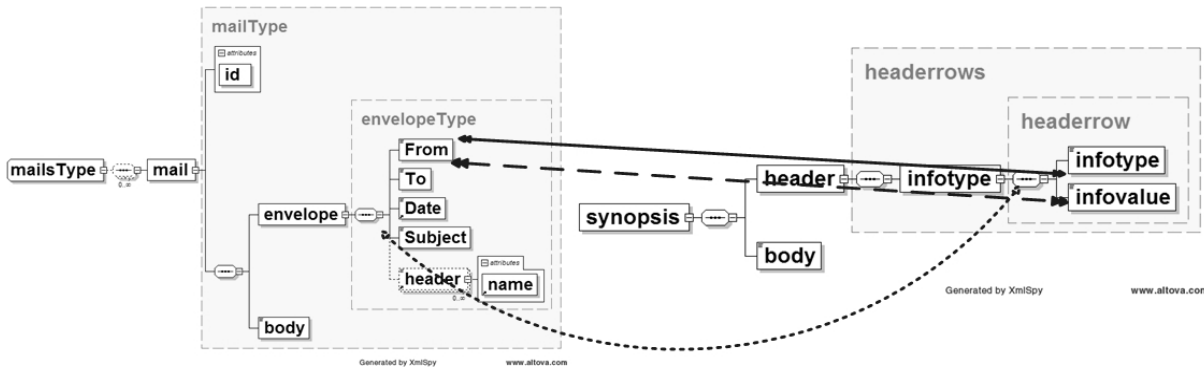 mailType
attributes
id
envelopeType
From
To
Date
Subject
header
0..∞
attributes
name
mailsType
0..∞
mail
envelope
body
Generated by XmlSpy
www.altova.com
headerrows
headerrow
infotype
infovalue
header
infotype
synopsis
body
Generated by XmlSpy
www.altova.com